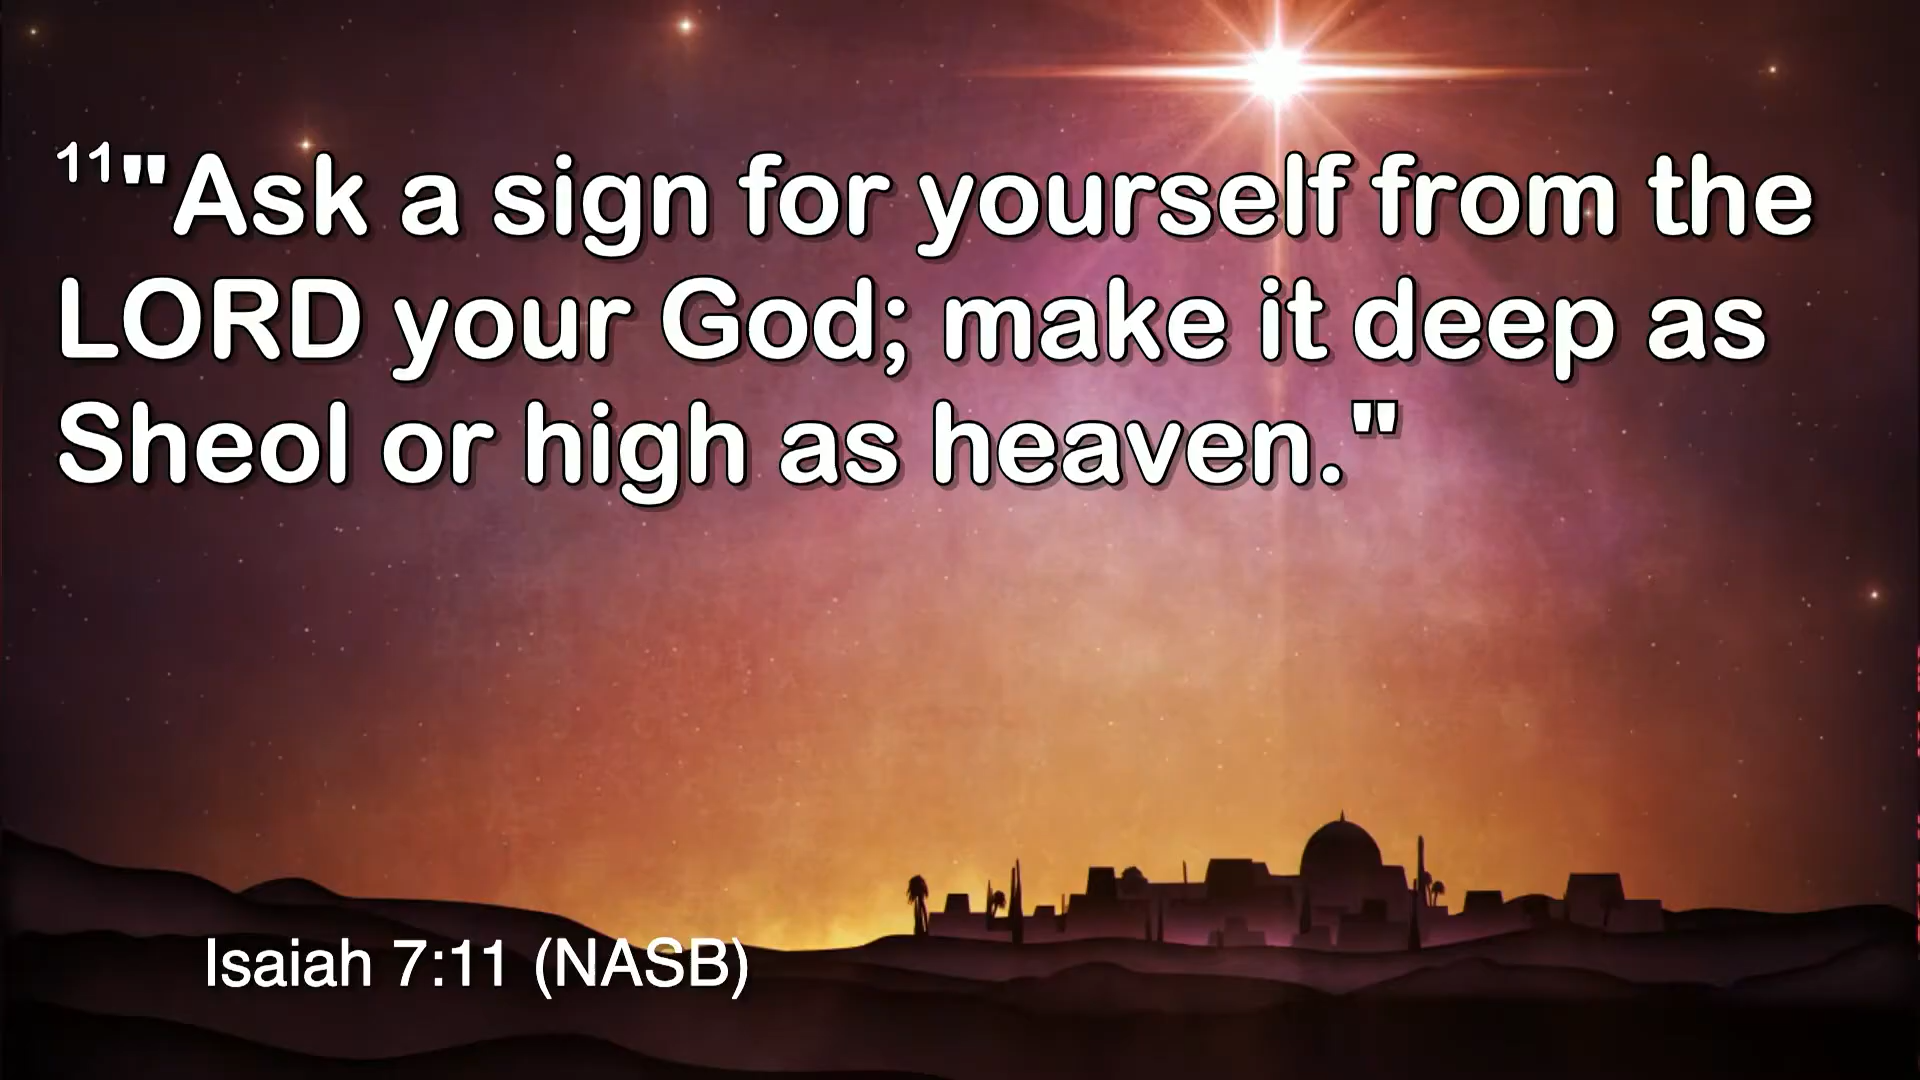 11"Ask a sign for yourself from the
LORD your God; make it deep as
Sheol or high as heaven."
Isaiah 7:11 (NASB)